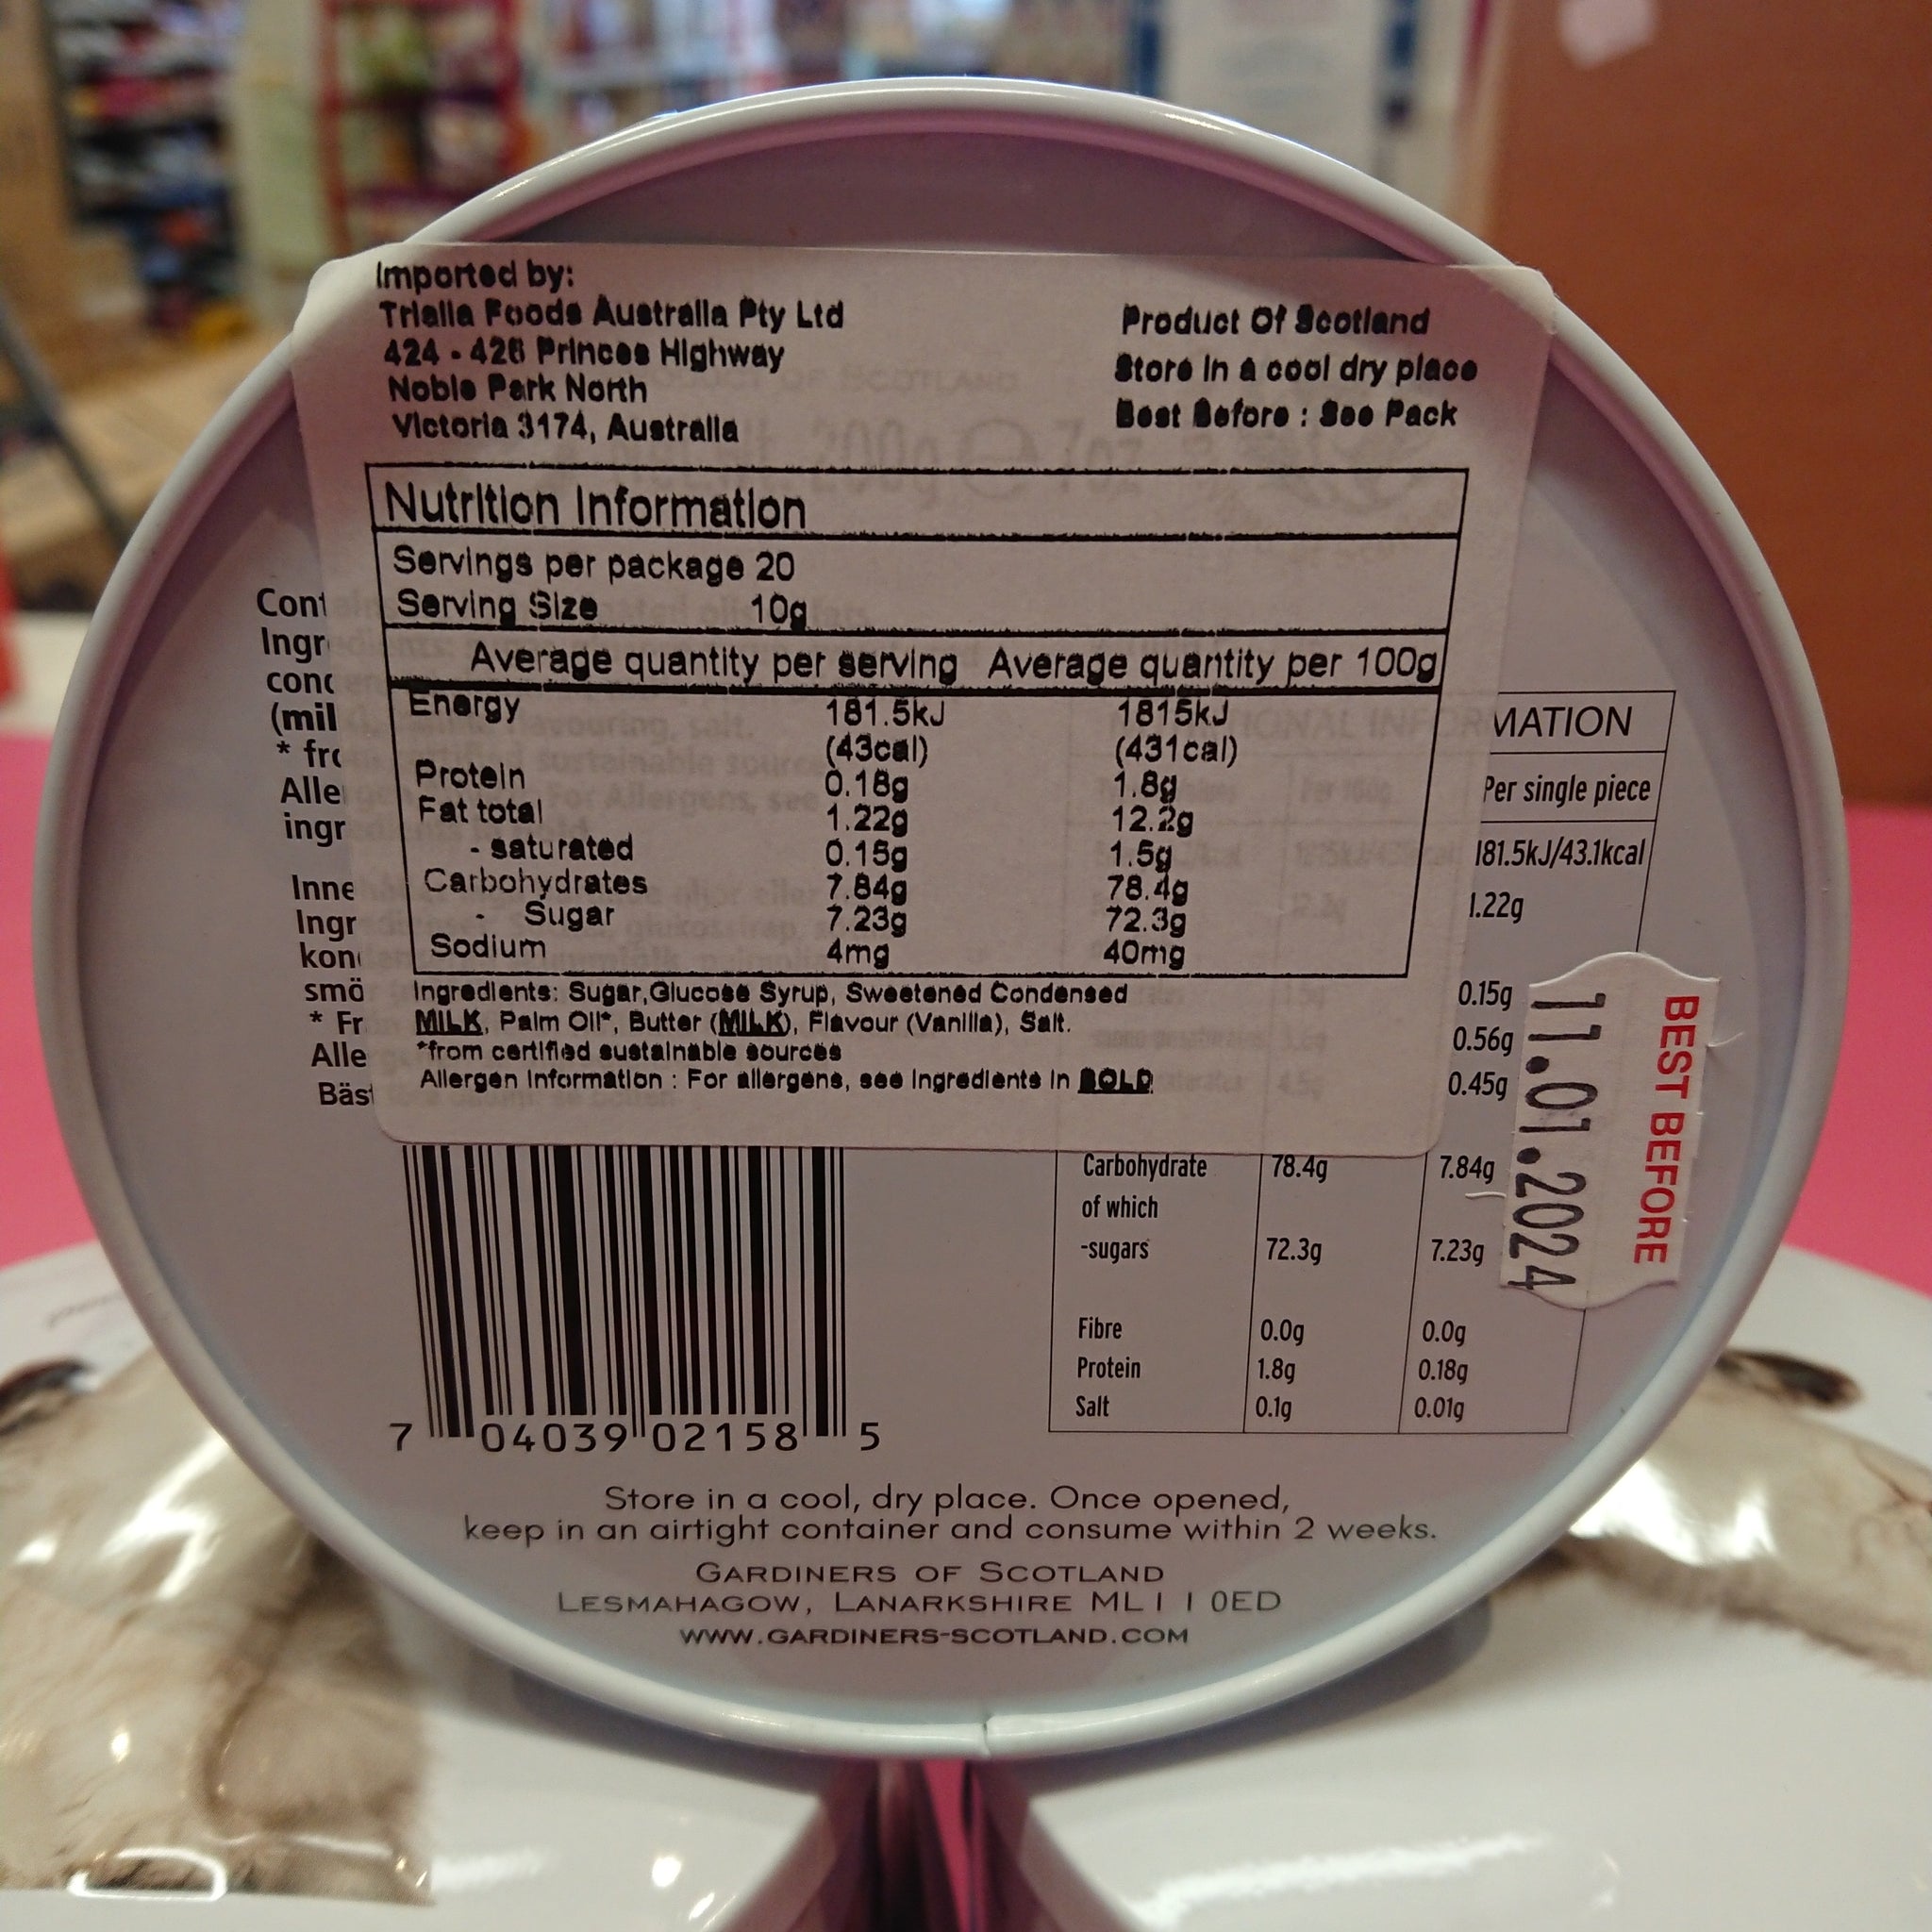 Imported by:
Trialia Foods Australia Pty Ltd
424 - 426 Princes Highway
Noble Park North
Victoria 3174, Australia
Product Of Scotland
Store In a cool dry place
Best Before : See Pack
Nutrition Information
Servings per package 20
Serving Size 10g
Average quantity per serving Average quantity per 100g
Energy 181.5kJ 1815kJ
(43cal) (431cal)
Protein 0.18g 1.8g
Fat total 1.22g 12.2g
- saturated 0.15g 1.5g
Carbohydrates 7.84g 78.4g
- Sugar 7.23g 72.3g
Sodium 4mg 40mg
Ingredients: Sugar,Glucose Syrup, Sweetened Condensed
MILK, Palm Oil*, Butter (MILK), Flavour (Vanilla), Salt.
*from certified sustainable sources
Allergen Information : For allergens, see Ingredients In BOLD
MATION
Per single piece
181.5kJ/43.1kcal
1.22g
0.15g
0.56g
0.45g
Carbohydrate 78.4g 7.84g
of which
-sugars 72.3g 7.23g
Fibre 0.0g 0.0g
Protein 1.8g 0.18g
Salt 0.1g 0.01g
BEST BEFORE
11.01.2024
7 04039 02158 5
Store in a cool, dry place. Once opened,
keep in an airtight container and consume within 2 weeks.
GARDINERS OF SCOTLAND
LESMAHAGOW, LANARKSHIRE ML11 0ED
WWW.GARDINERS-SCOTLAND.COM